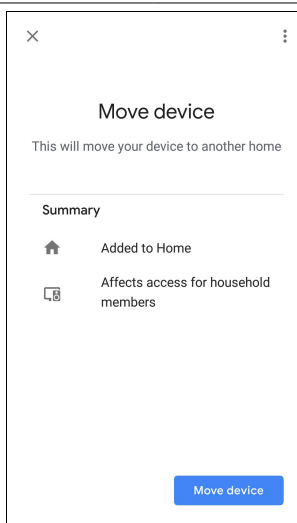 Move device
This will move your device to another home
Summary
Added to Home
Affects access for household
members
Move device